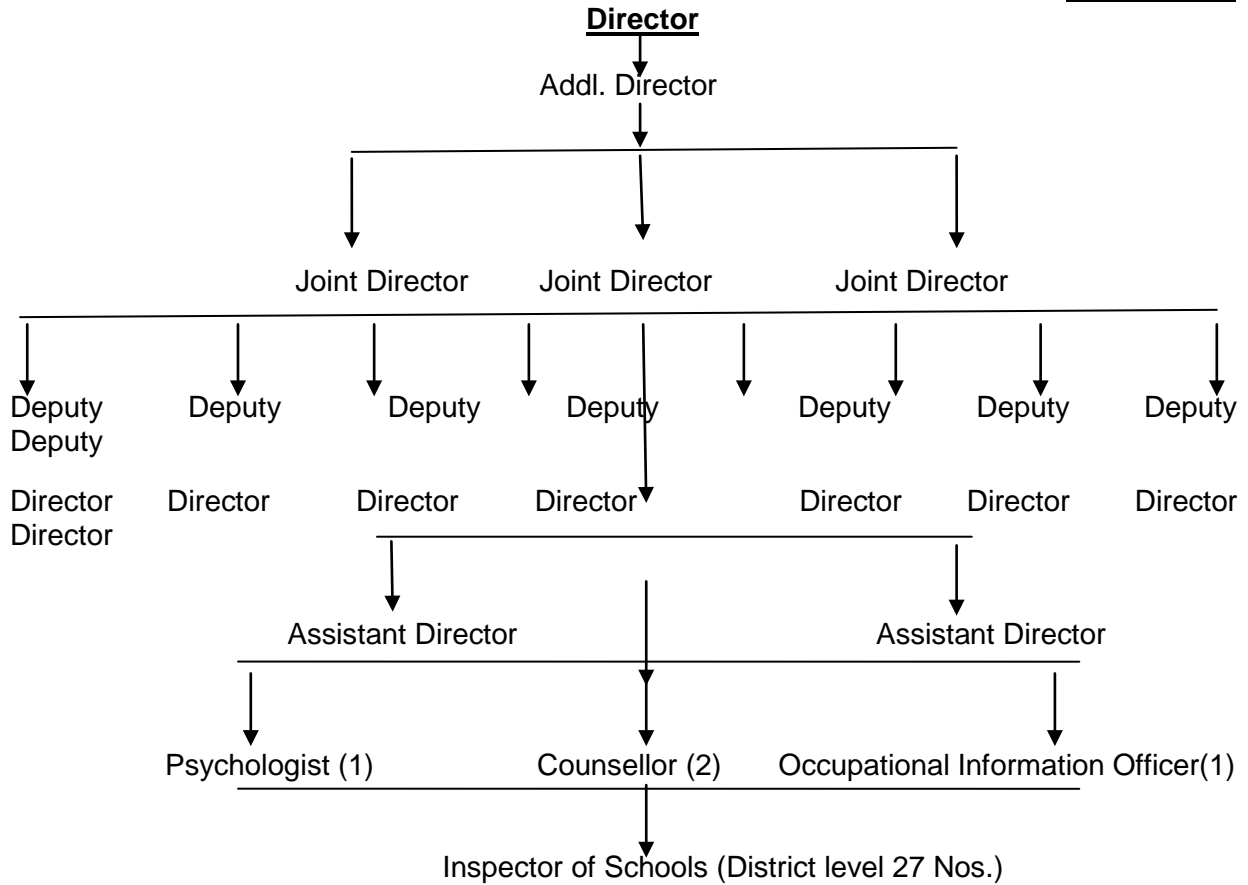 Director
Addl. Director
Joint Director Joint Director Joint Director
Deputy Deputy Deputy Deputy Deputy Deputy Deputy
Deputy
Director Director Director Director Director Director Director
Director
Assistant Director Assistant Director
Psychologist (1) Counsellor (2) Occupational Information Officer(1)
Inspector of Schools (District level 27 Nos.)